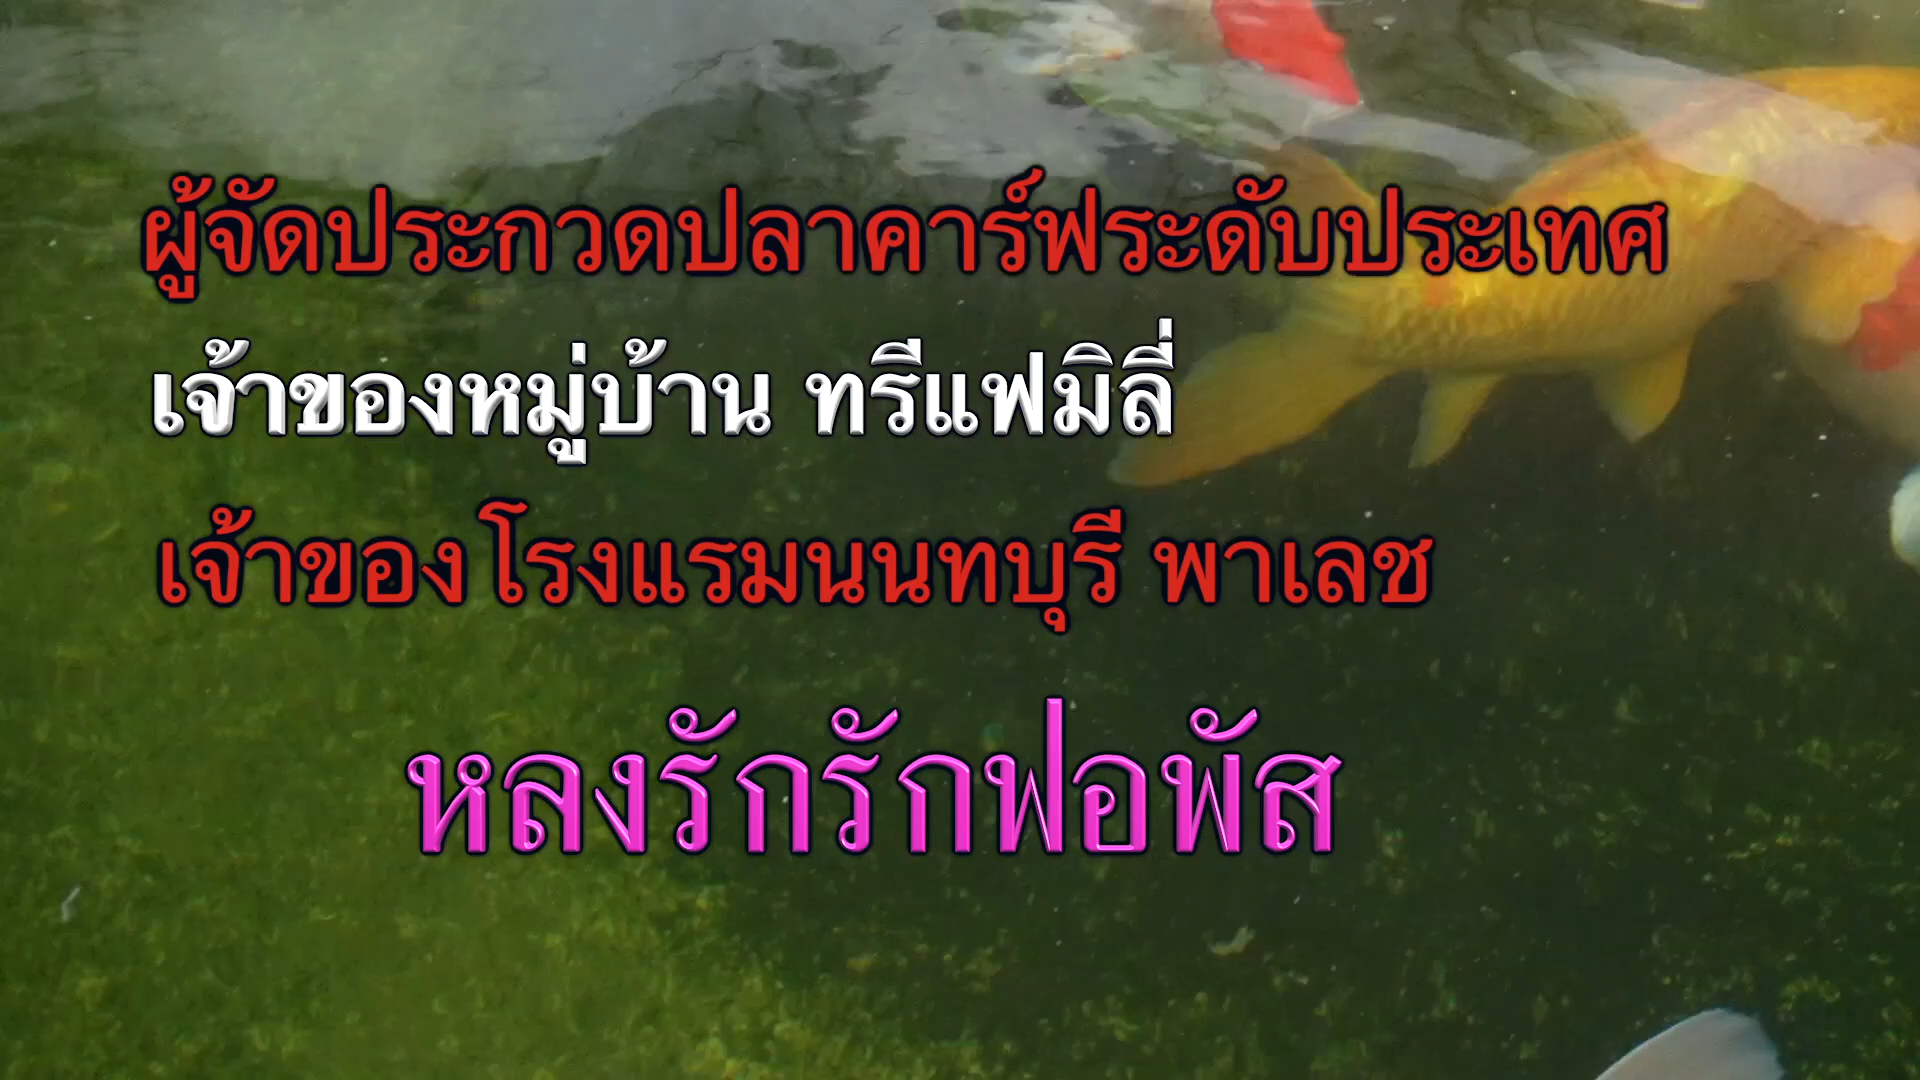 ผู้จัดประกวดปลาคาร์ฟระดับประเทศ
เจ้าของหมู่บ้าน ทรีแฟมิลี่
เจ้าของโรงแรมนนทบุรี พาเลซ
หลงรักรักฟอพัส